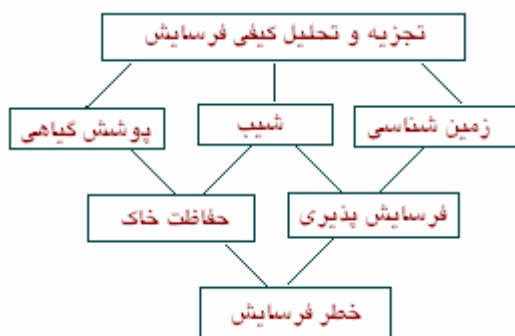 تجزیه و تحلیل کیفی فرسایش
زمین شناسی
شیب
پوشش گیاهی
فرسایش پذیری
حفاظت خاک
خطر فرسایش